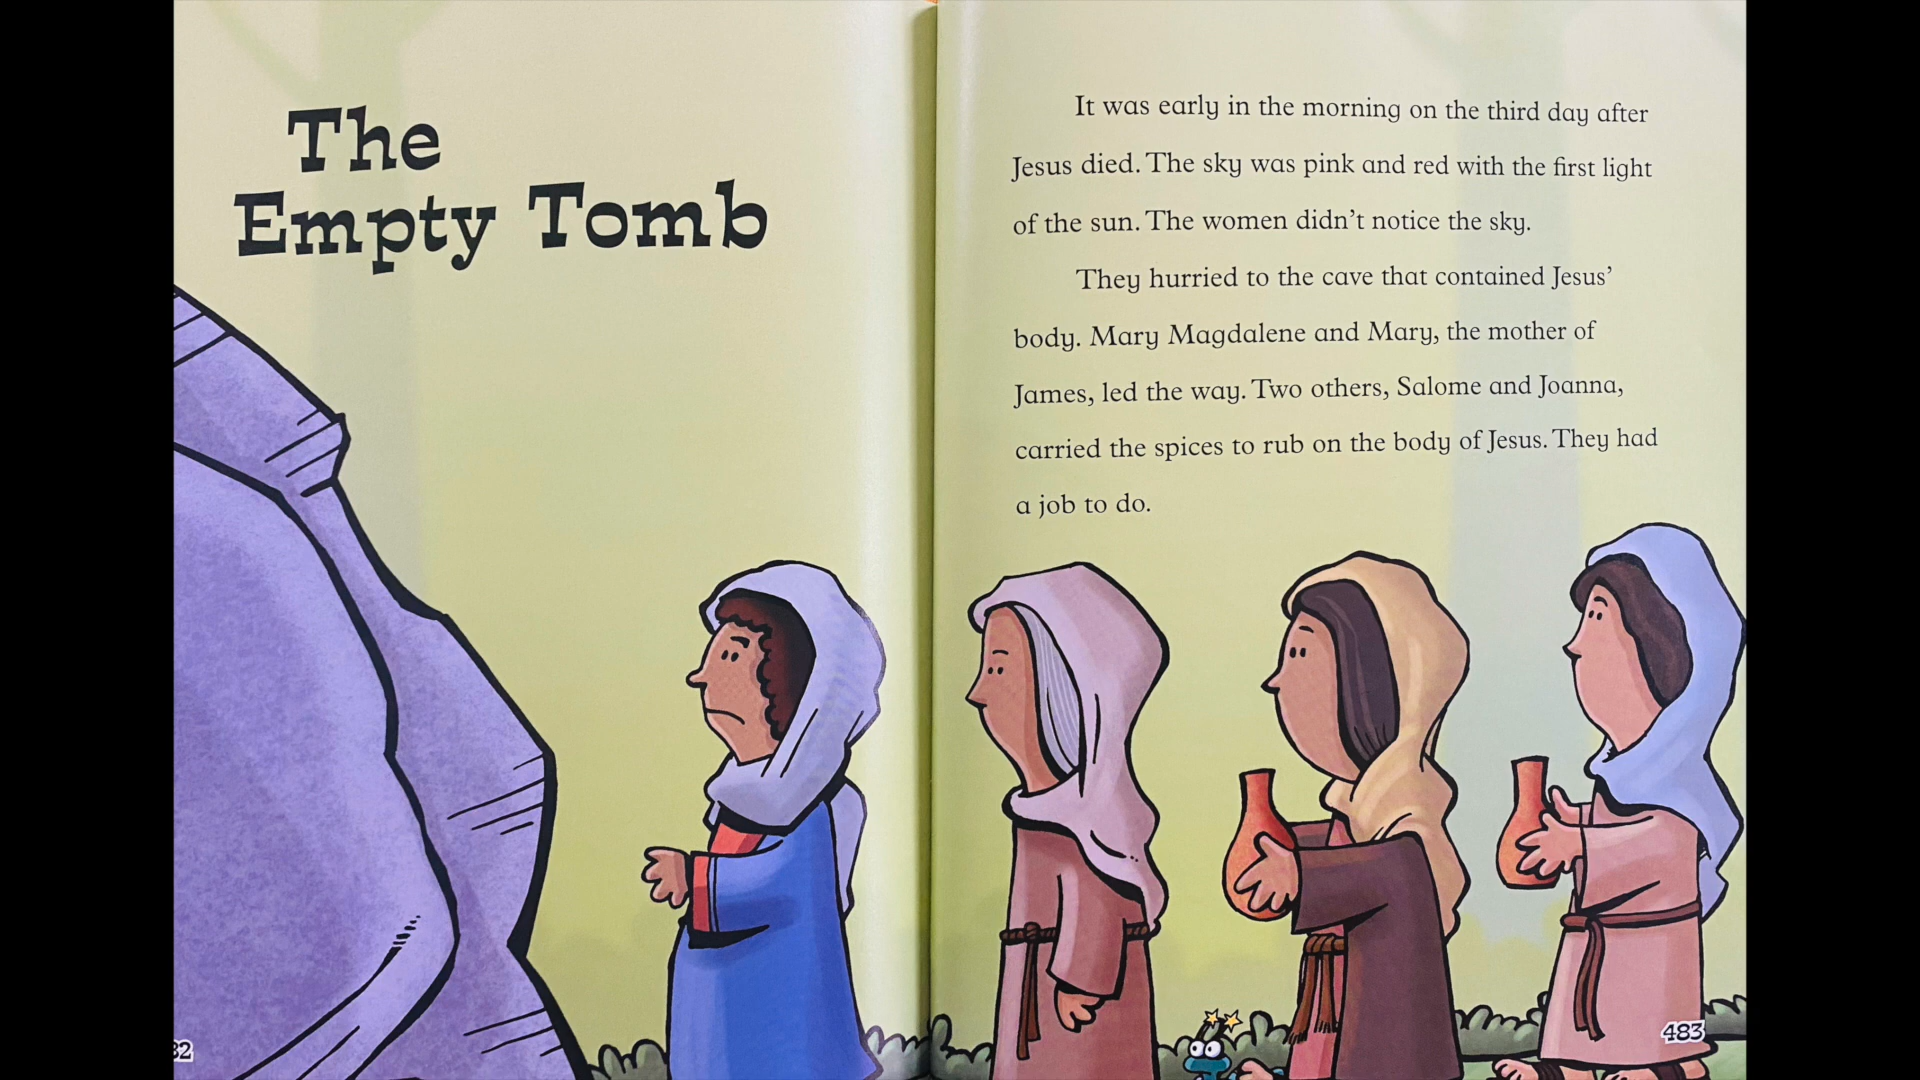 The
Empty Tomb
It was early in the morning on the third day after
Jesus died. The sky was pink and red with the first light
of the sun. The women didn’t notice the sky.
They hurried to the cave that contained Jesus’
body. Mary Magdalene and Mary, the mother of
James, led the way. Two others, Salome and Joanna,
carried the spices to rub on the body of Jesus. They had
a job to do.
483